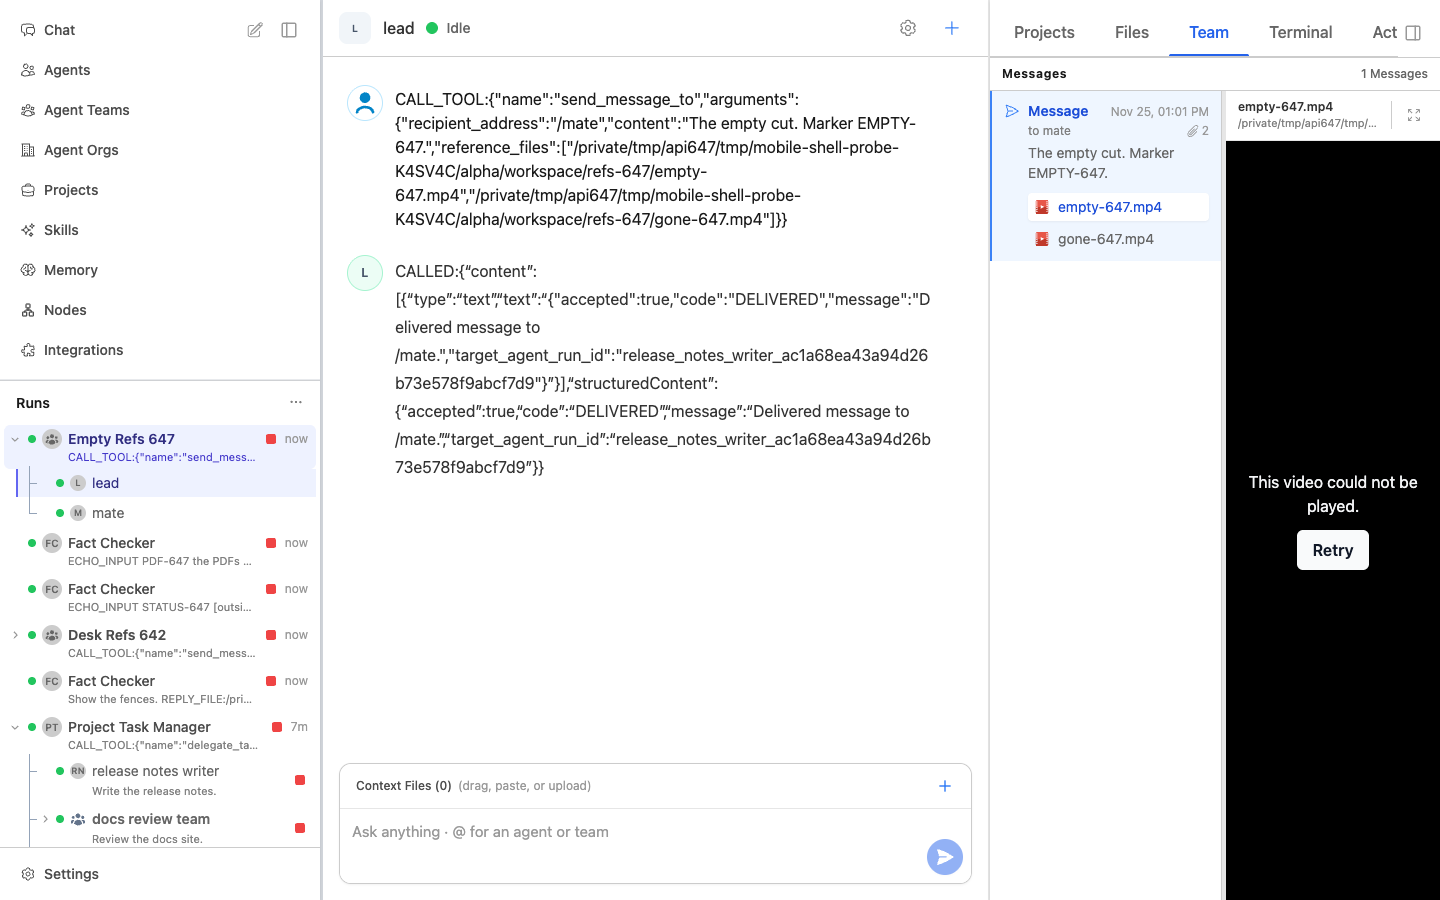 Chat
Agents
Agent Teams
Agent Orgs
Projects
Skills
Memory
Nodes
Integrations
Runs
Empty Refs 647
now
CALL_TOOL:{"name":"send_mess...
L
lead
M
mate
FC
Fact Checker
now
ECHO_INPUT PDF-647 the PDFs ...
FC
Fact Checker
now
ECHO_INPUT STATUS-647 [outsi...
Desk Refs 642
now
CALL_TOOL:{"name":"send_mess...
FC
Fact Checker
now
Show the fences. REPLY_FILE:/pri...
PT
Project Task Manager
7m
CALL_TOOL:{"name":"delegate_ta...
RN
release notes writer
Write the release notes.
docs review team
Review the docs site.
Settings
L
lead
Idle
CALL_TOOL:{"name":"send_message_to","arguments":
{"recipient_address":"/mate","content":"The empty cut. Marker EMPTY-
647.","reference_files":["/private/tmp/api647/tmp/mobile-shell-probe-
K4SV4C/alpha/workspace/refs-647/empty-
647.mp4","/private/tmp/api647/tmp/mobile-shell-probe-
K4SV4C/alpha/workspace/refs-647/gone-647.mp4"]}}
L
CALLED:{“content”:
[{“type”:“text”,“text”:“{"accepted":true,"code":"DELIVERED","message":"D
elivered message to
/mate.","target_agent_run_id":"release_notes_writer_ac1a68ea43a94d26
b73e578f9abcf7d9"}”}],“structuredContent”:
{“accepted”:true,“code”:“DELIVERED”,“message”:“Delivered message to
/mate.”,“target_agent_run_id”:“release_notes_writer_ac1a68ea43a94d26b
73e578f9abcf7d9”}}
Context Files (0) (drag, paste, or upload)
Ask anything · @ for an agent or team
Projects
Files
Team
Terminal
Act
Messages
1 Messages
Message
Nov 25, 01:01 PM
to mate
2
The empty cut. Marker
EMPTY-647.
empty-647.mp4
gone-647.mp4
empty-647.mp4
/private/tmp/api647/tmp/...
This video could not be
played.
Retry